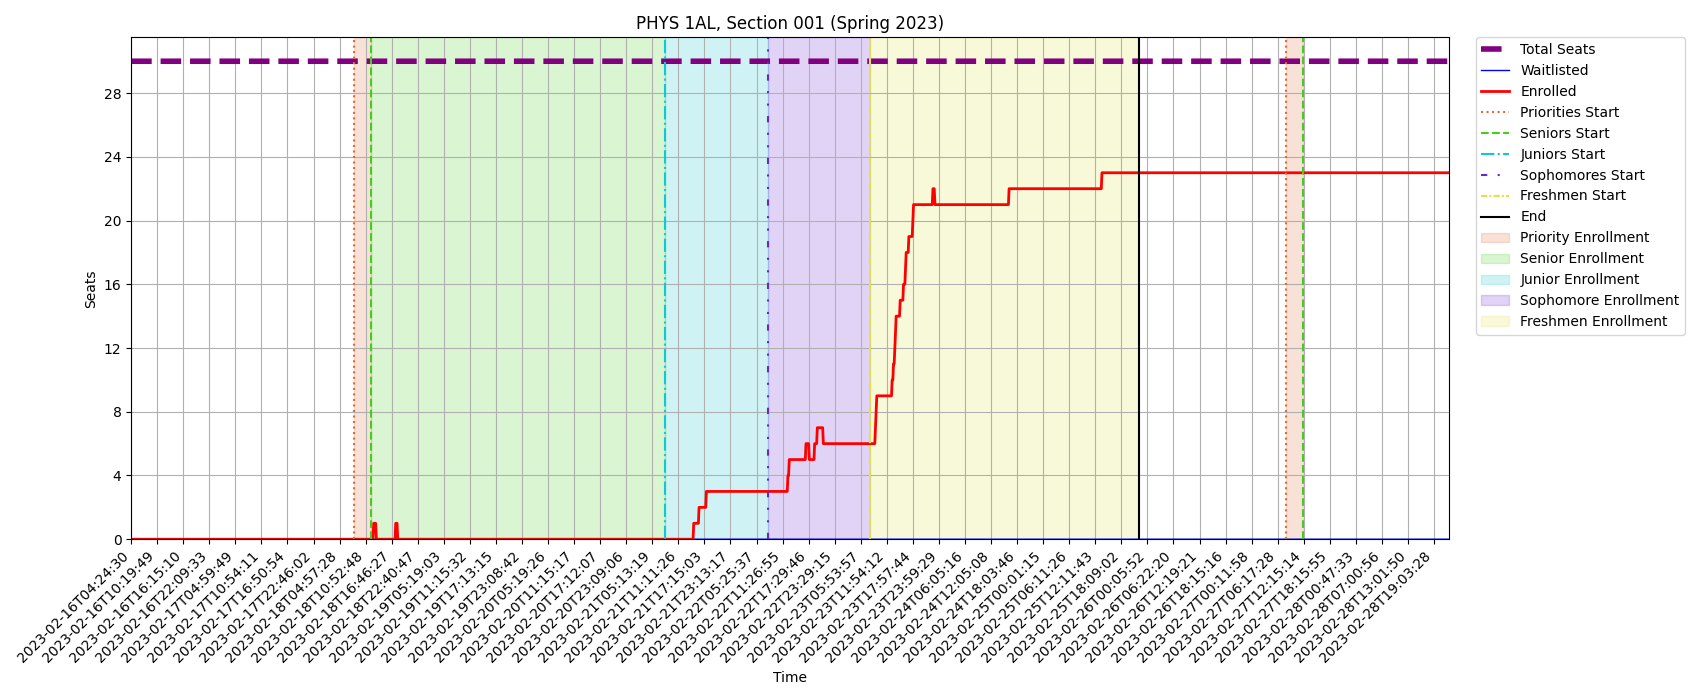 PHYS 1AL, Section 001 (Spring 2023)
Seats
28
24
20
16
12
8
4
0
2023-02-16T04:24:30
2023-02-16T10:19:49
2023-02-16T16:15:10
2023-02-16T22:09:33
2023-02-17T04:59:49
2023-02-17T10:54:11
2023-02-17T16:50:54
2023-02-17T22:46:02
2023-02-18T04:57:28
2023-02-18T10:52:48
2023-02-18T16:46:27
2023-02-18T22:40:47
2023-02-19T05:19:03
2023-02-19T11:15:32
2023-02-19T17:13:15
2023-02-19T23:08:42
2023-02-20T05:19:26
2023-02-20T11:15:17
2023-02-20T17:12:07
2023-02-20T23:09:06
2023-02-21T05:13:19
2023-02-21T11:11:26
2023-02-21T17:15:03
2023-02-21T23:13:17
2023-02-22T05:25:37
2023-02-22T11:26:55
2023-02-22T17:29:46
2023-02-22T23:29:15
2023-02-23T05:53:57
2023-02-23T11:54:12
2023-02-23T17:57:44
2023-02-23T23:59:29
2023-02-24T06:05:16
2023-02-24T12:05:08
2023-02-24T18:03:46
2023-02-25T00:01:15
2023-02-25T06:11:26
2023-02-25T12:11:43
2023-02-25T18:09:02
2023-02-26T00:05:52
2023-02-26T06:22:20
2023-02-26T12:19:21
2023-02-26T18:15:16
2023-02-27T00:11:58
2023-02-27T06:17:28
2023-02-27T12:15:14
2023-02-27T18:15:55
2023-02-28T00:47:33
2023-02-28T07:00:56
2023-02-28T13:01:50
2023-02-28T19:03:28
Time
Total Seats
Waitlisted
Enrolled
Priorities Start
Seniors Start
Juniors Start
Sophomores Start
Freshmen Start
End
Priority Enrollment
Senior Enrollment
Junior Enrollment
Sophomore Enrollment
Freshmen Enrollment